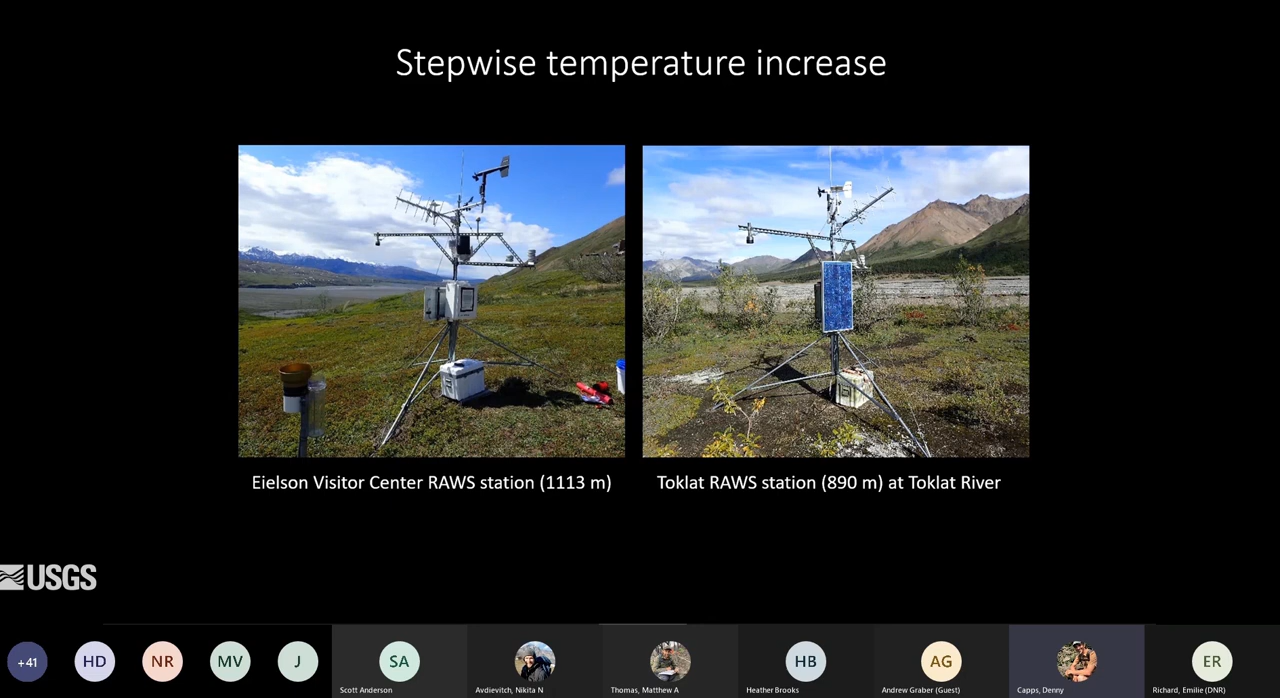 Stepwise temperature increase
Eielson Visitor Center RAWS station (1113 m)
Toklat RAWS station (890 m) at Toklat River
USGS
+41
HD
NR
MV
J
SA
HB
AG
ER
Scott Anderson
Avdievitch, Nikita N
Thomas, Matthew A
Heather Brooks
Andrew Graber (Guest)
Capps, Denny
Richard, Emilie (DNR)